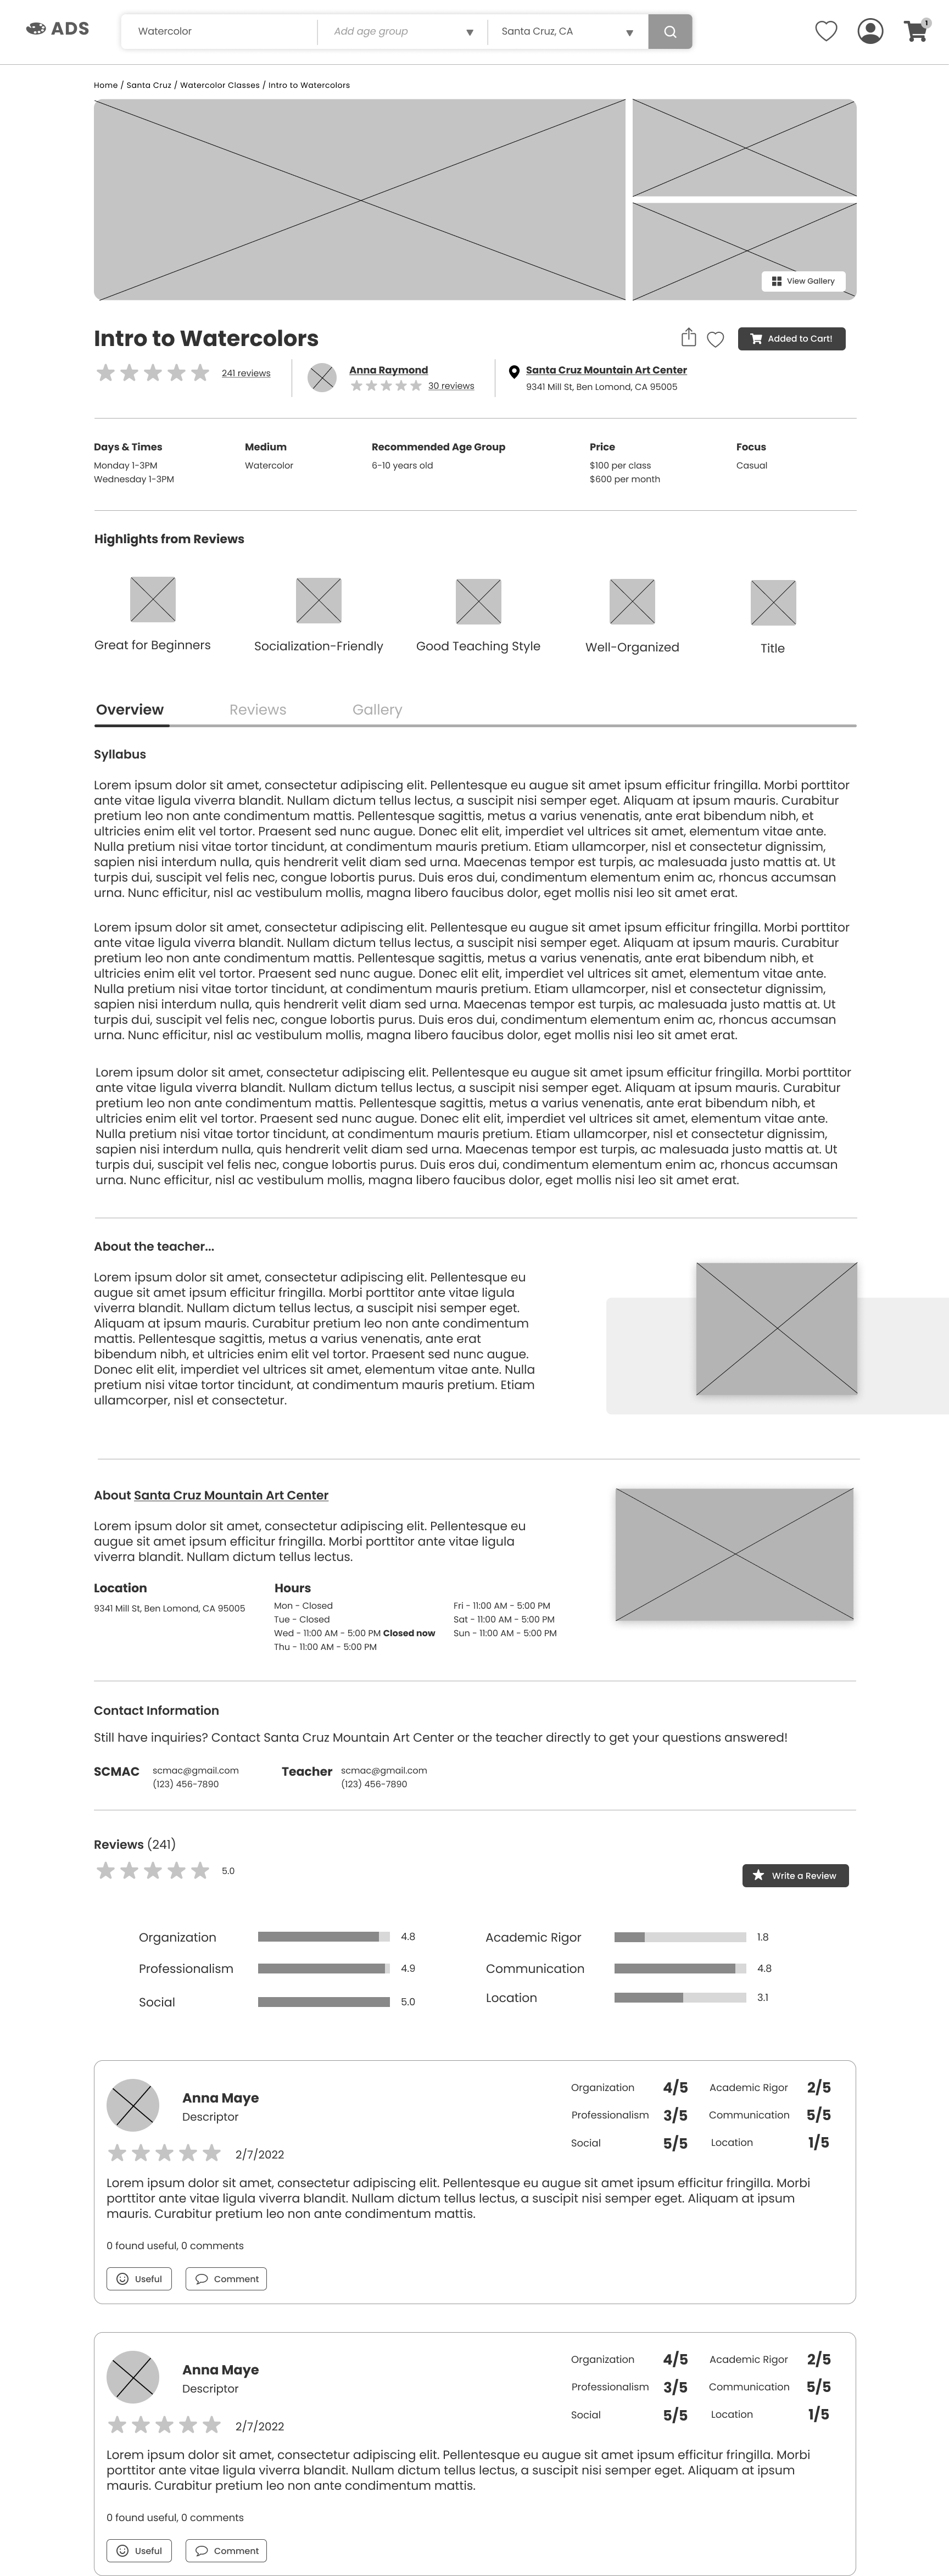 ADS
Watercolor
Add age group
Santa Cruz, CA
1
Home / Santa Cruz / Watercolor Classes / Intro to Watercolors
View Gallery
Intro to Watercolors
Added to Cart!
241 reviews
Anna Raymond
30 reviews
Santa Cruz Mountain Art Center
9341 Mill St, Ben Lomond, CA 95005
Days & Times
Monday 1-3PM
Wednesday 1-3PM
Medium
Watercolor
Recommended Age Group
6-10 years old
Price
$100 per class
$600 per month
Focus
Casual
Highlights from Reviews
Great for Beginners
Socialization-Friendly
Good Teaching Style
Well-Organized
Title
Overview
Reviews
Gallery
Syllabus
Lorem ipsum dolor sit amet, consectetur adipiscing elit. Pellentesque eu augue sit amet ipsum efficitur fringilla. Morbi porttitor
ante vitae ligula viverra blandit. Nullam dictum tellus lectus, a suscipit nisi semper eget. Aliquam at ipsum mauris. Curabitur
pretium leo non ante condimentum mattis. Pellentesque sagittis, metus a varius venenatis, ante erat bibendum nibh, et
ultricies enim elit vel tortor. Praesent sed nunc augue. Donec elit elit, imperdiet vel ultrices sit amet, elementum vitae ante.
Nulla pretium nisi vitae tortor tincidunt, at condimentum mauris pretium. Etiam ullamcorper, nisl et consectetur dignissim,
sapien nisi interdum nulla, quis hendrerit velit diam sed urna. Maecenas tempor est turpis, ac malesuada justo mattis at. Ut
turpis dui, suscipit vel felis nec, congue lobortis purus. Duis eros dui, condimentum elementum enim ac, rhoncus accumsan
urna. Nunc efficitur, nisl ac vestibulum mollis, magna libero faucibus dolor, eget mollis nisi leo sit amet erat.
Lorem ipsum dolor sit amet, consectetur adipiscing elit. Pellentesque eu augue sit amet ipsum efficitur fringilla. Morbi porttitor
ante vitae ligula viverra blandit. Nullam dictum tellus lectus, a suscipit nisi semper eget. Aliquam at ipsum mauris. Curabitur
pretium leo non ante condimentum mattis. Pellentesque sagittis, metus a varius venenatis, ante erat bibendum nibh, et
ultricies enim elit vel tortor. Praesent sed nunc augue. Donec elit elit, imperdiet vel ultrices sit amet, elementum vitae ante.
Nulla pretium nisi vitae tortor tincidunt, at condimentum mauris pretium. Etiam ullamcorper, nisl et consectetur dignissim,
sapien nisi interdum nulla, quis hendrerit velit diam sed urna. Maecenas tempor est turpis, ac malesuada justo mattis at. Ut
turpis dui, suscipit vel felis nec, congue lobortis purus. Duis eros dui, condimentum elementum enim ac, rhoncus accumsan
urna. Nunc efficitur, nisl ac vestibulum mollis, magna libero faucibus dolor, eget mollis nisi leo sit amet erat.
Lorem ipsum dolor sit amet, consectetur adipiscing elit. Pellentesque eu augue sit amet ipsum efficitur fringilla. Morbi porttitor
ante vitae ligula viverra blandit. Nullam dictum tellus lectus, a suscipit nisi semper eget. Aliquam at ipsum mauris. Curabitur
pretium leo non ante condimentum mattis. Pellentesque sagittis, metus a varius venenatis, ante erat bibendum nibh, et
ultricies enim elit vel tortor. Praesent sed nunc augue. Donec elit elit, imperdiet vel ultrices sit amet, elementum vitae ante.
Nulla pretium nisi vitae tortor tincidunt, at condimentum mauris pretium. Etiam ullamcorper, nisl et consectetur dignissim,
sapien nisi interdum nulla, quis hendrerit velit diam sed urna. Maecenas tempor est turpis, ac malesuada justo mattis at. Ut
turpis dui, suscipit vel felis nec, congue lobortis purus. Duis eros dui, condimentum elementum enim ac, rhoncus accumsan
urna. Nunc efficitur, nisl ac vestibulum mollis, magna libero faucibus dolor, eget mollis nisi leo sit amet erat.
About the teacher...
Lorem ipsum dolor sit amet, consectetur adipiscing elit. Pellentesque eu
augue sit amet ipsum efficitur fringilla. Morbi porttitor ante vitae ligula
viverra blandit. Nullam dictum tellus lectus, a suscipit nisi semper eget.
Aliquam at ipsum mauris. Curabitur pretium leo non ante condimentum
mattis. Pellentesque sagittis, metus a varius venenatis, ante erat
bibendum nibh, et ultricies enim elit vel tortor. Praesent sed nunc augue.
Donec elit elit, imperdiet vel ultrices sit amet, elementum vitae ante. Nulla
pretium nisi vitae tortor tincidunt, at condimentum mauris pretium. Etiam
ullamcorper, nisl et consectetur.
About Santa Cruz Mountain Art Center
Lorem ipsum dolor sit amet, consectetur adipiscing elit. Pellentesque eu
augue sit amet ipsum efficitur fringilla. Morbi porttitor ante vitae ligula
viverra blandit. Nullam dictum tellus lectus.
Location
9341 Mill St, Ben Lomond, CA 95005
Hours
Mon - Closed
Tue - Closed
Wed - 11:00 AM - 5:00 PM Closed now
Thu - 11:00 AM - 5:00 PM
Fri - 11:00 AM - 5:00 PM
Sat - 11:00 AM - 5:00 PM
Sun - 11:00 AM - 5:00 PM
Contact Information
Still have inquiries? Contact Santa Cruz Mountain Art Center or the teacher directly to get your questions answered!
SCMAC
scmac@gmail.com
(123) 456-7890
Teacher
scmac@gmail.com
(123) 456-7890
Reviews (241)
5.0
Write a Review
Organization 4.8
Professionalism 4.9
Social 5.0
Academic Rigor 1.8
Communication 4.8
Location 3.1
Anna Maye
Descriptor
2/7/2022
Organization 4/5 Academic Rigor 2/5
Professionalism 3/5 Communication 5/5
Social 5/5 Location 1/5
Lorem ipsum dolor sit amet, consectetur adipiscing elit. Pellentesque eu augue sit amet ipsum efficitur fringilla. Morbi
porttitor ante vitae ligula viverra blandit. Nullam dictum tellus lectus, a suscipit nisi semper eget. Aliquam at ipsum
mauris. Curabitur pretium leo non ante condimentum mattis.
0 found useful, 0 comments
Useful
Comment
Anna Maye
Descriptor
2/7/2022
Organization 4/5 Academic Rigor 2/5
Professionalism 3/5 Communication 5/5
Social 5/5 Location 1/5
Lorem ipsum dolor sit amet, consectetur adipiscing elit. Pellentesque eu augue sit amet ipsum efficitur fringilla. Morbi
porttitor ante vitae ligula viverra blandit. Nullam dictum tellus lectus, a suscipit nisi semper eget. Aliquam at ipsum
mauris. Curabitur pretium leo non ante condimentum mattis.
0 found useful, 0 comments
Useful
Comment